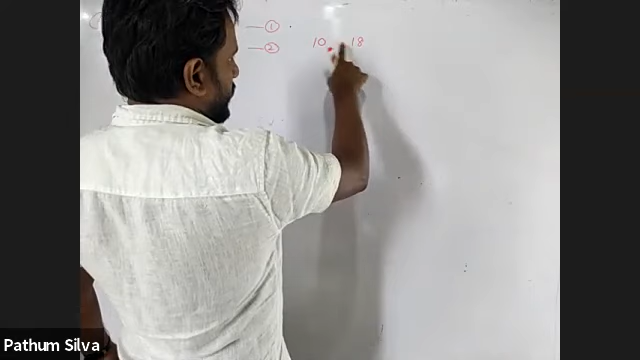 — ①
— ② 10. 18
Pathum Silva